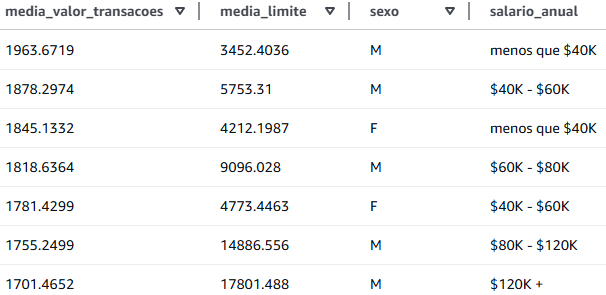 media_valor_transacoes media_limite sexo salario_anual
1963.6719 3452.4036 M menos que $40K
1878.2974 5753.31 M $40K - $60K
1845.1332 4212.1987 F menos que $40K
1818.6364 9096.028 M $60K - $80K
1781.4299 4773.4463 F $40K - $60K
1755.2499 14886.556 M $80K - $120K
1701.4652 17801.488 M $120K +